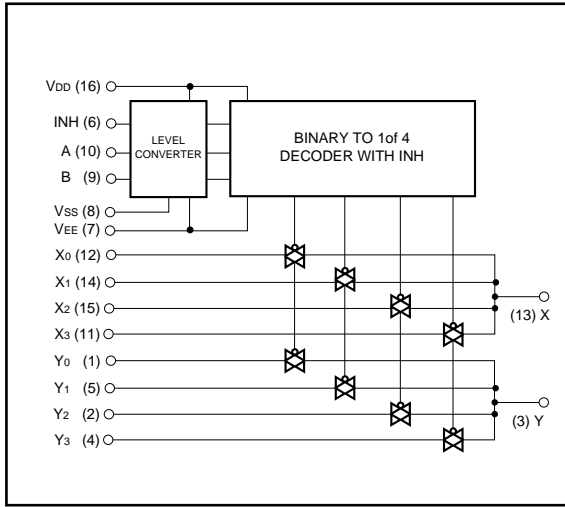 VDD (16)
INH (6)
A (10)
B (9)
LEVEL
CONVERTER
BINARY TO 1of 4
DECODER WITH INH
VSS (8)
VEE (7)
X0 (12)
X1 (14)
X2 (15)
X3 (11)
(13) X
Y0 (1)
Y1 (5)
Y2 (2)
Y3 (4)
(3) Y